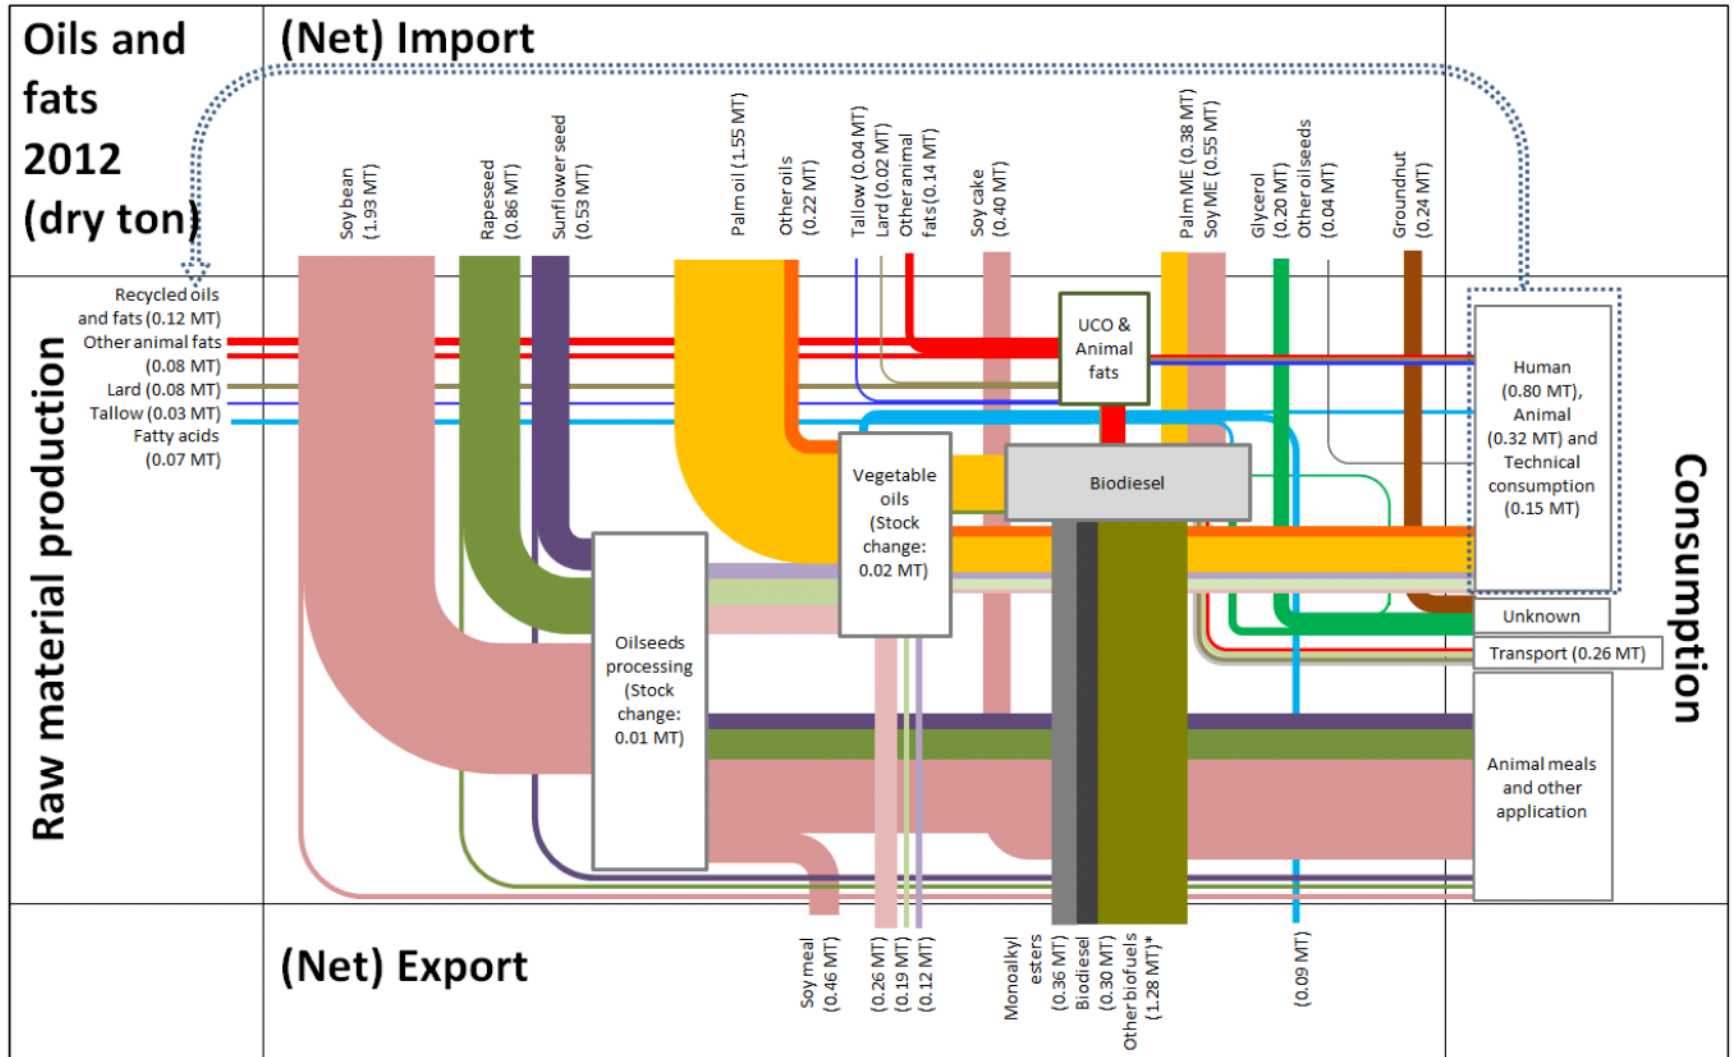 Oils and
fats
2012
(dry ton)
(Net) Import
Soy bean
(1.93 MT)
Rapeseed
(0.86 MT)
Sunflower seed
(0.53 MT)
Palm oil (1.55 MT)
Other oils
(0.22 MT)
Tallow (0.04 MT)
Lard (0.02 MT)
Other animal
fats (0.14 MT)
Soy cake
(0.40 MT)
Palm ME (0.38 MT)
Soy ME (0.55 MT)
Glycerol
(0.20 MT)
Other oilseeds
(0.04 MT)
Groundnut
(0.24 MT)
Raw material production
Recycled oils
and fats (0.12 MT)
Other animal fats
(0.08 MT)
Lard (0.08 MT)
Tallow (0.03 MT)
Fatty acids
(0.07 MT)
Oilseeds
processing
(Stock
change:
0.01 MT)
Vegetable
oils
(Stock
change:
0.02 MT)
UCO &
Animal
fats
Biodiesel
Human
(0.80 MT),
Animal
(0.32 MT) and
Technical
consumption
(0.15 MT)
Unknown
Transport (0.26 MT)
Animal meals
and other
application
Consumption
(Net) Export
Soy meal
(0.46 MT)
(0.26 MT)
(0.19 MT)
(0.12 MT)
Monoalkyl
esters
(0.36 MT)
Biodiesel
(0.30 MT)
Other biofuels
(1.28 MT)*
(0.09 MT)